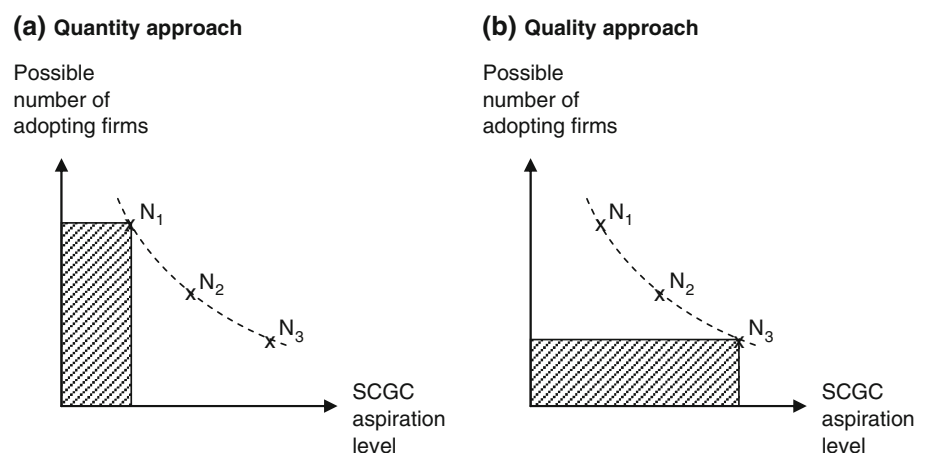 (a) Quantity approach
Possible
number of
adopting firms
N1
N2
N3
SCGC
aspiration
level
(b) Quality approach
Possible
number of
adopting firms
N1
N2
N3
SCGC
aspiration
level